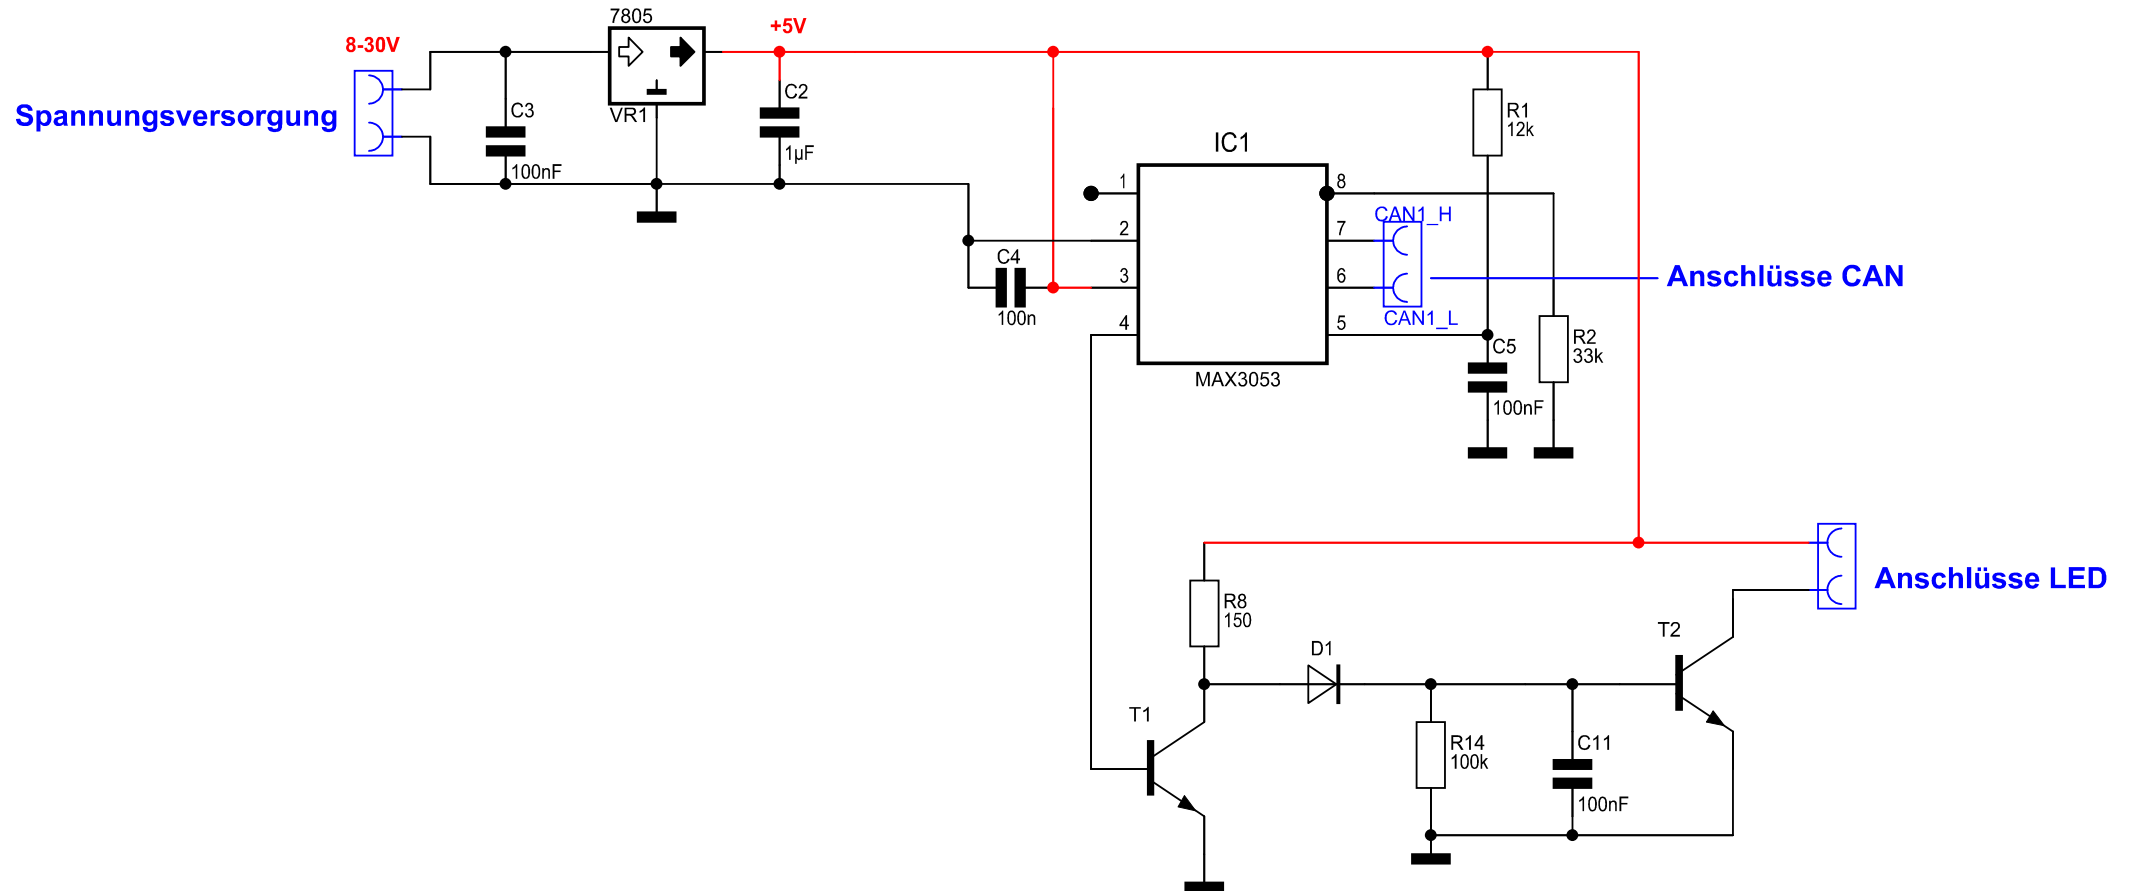 7805
+5V
8-30V
Spannungsversorgung
C3
100nF
VR1
C2
1µF
R1
12k
IC1
1
2
3
4
8
7
6
5
CAN1_H
CAN1_L
Anschlüsse CAN
C4
100n
MAX3053
C5
100nF
R2
33k
Anschlüsse LED
R8
150
D1
T2
T1
R14
100k
C11
100nF